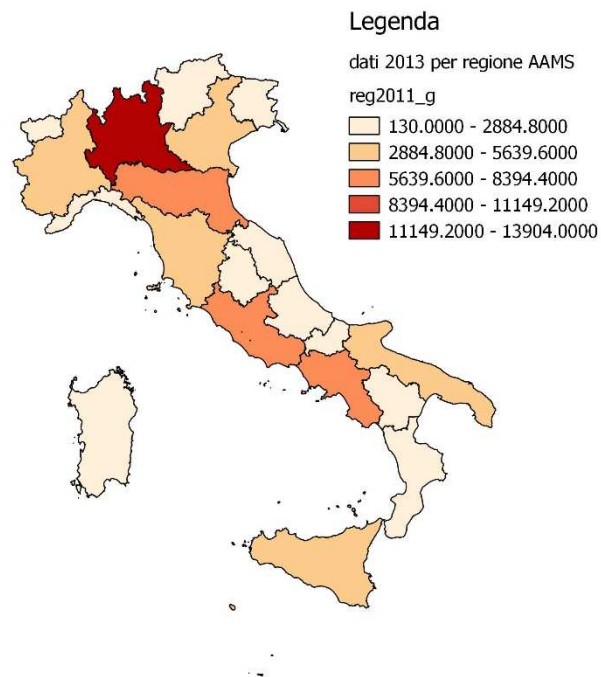 Legenda
dati 2013 per regione AAMS
reg2011_g
130.0000 - 2884.8000
2884.8000 - 5639.6000
5639.6000 - 8394.4000
8394.4000 - 11149.2000
11149.2000 - 13904.0000